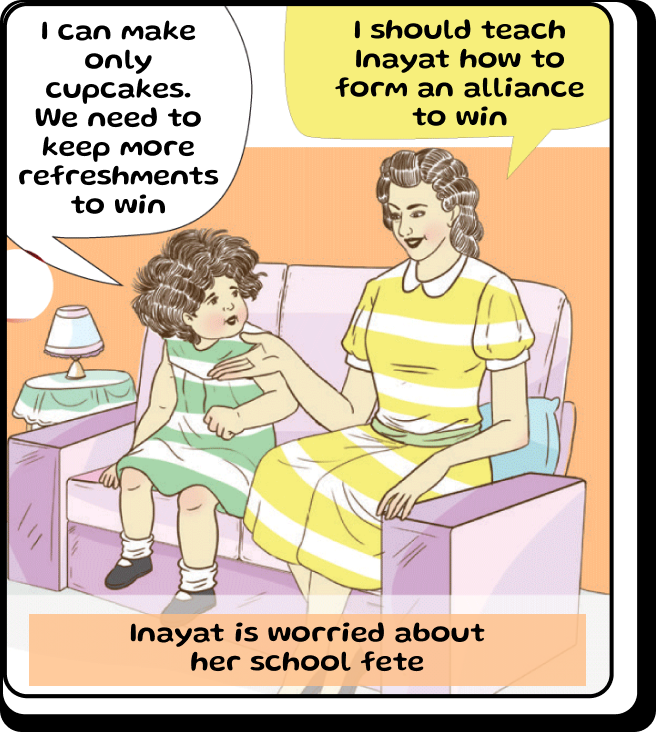 I can make
only
cupcakes.
We need to
keep more
refreshments
to win
I should teach
Inayat how to
form an alliance
to win
Inayat is worried about
her school fete